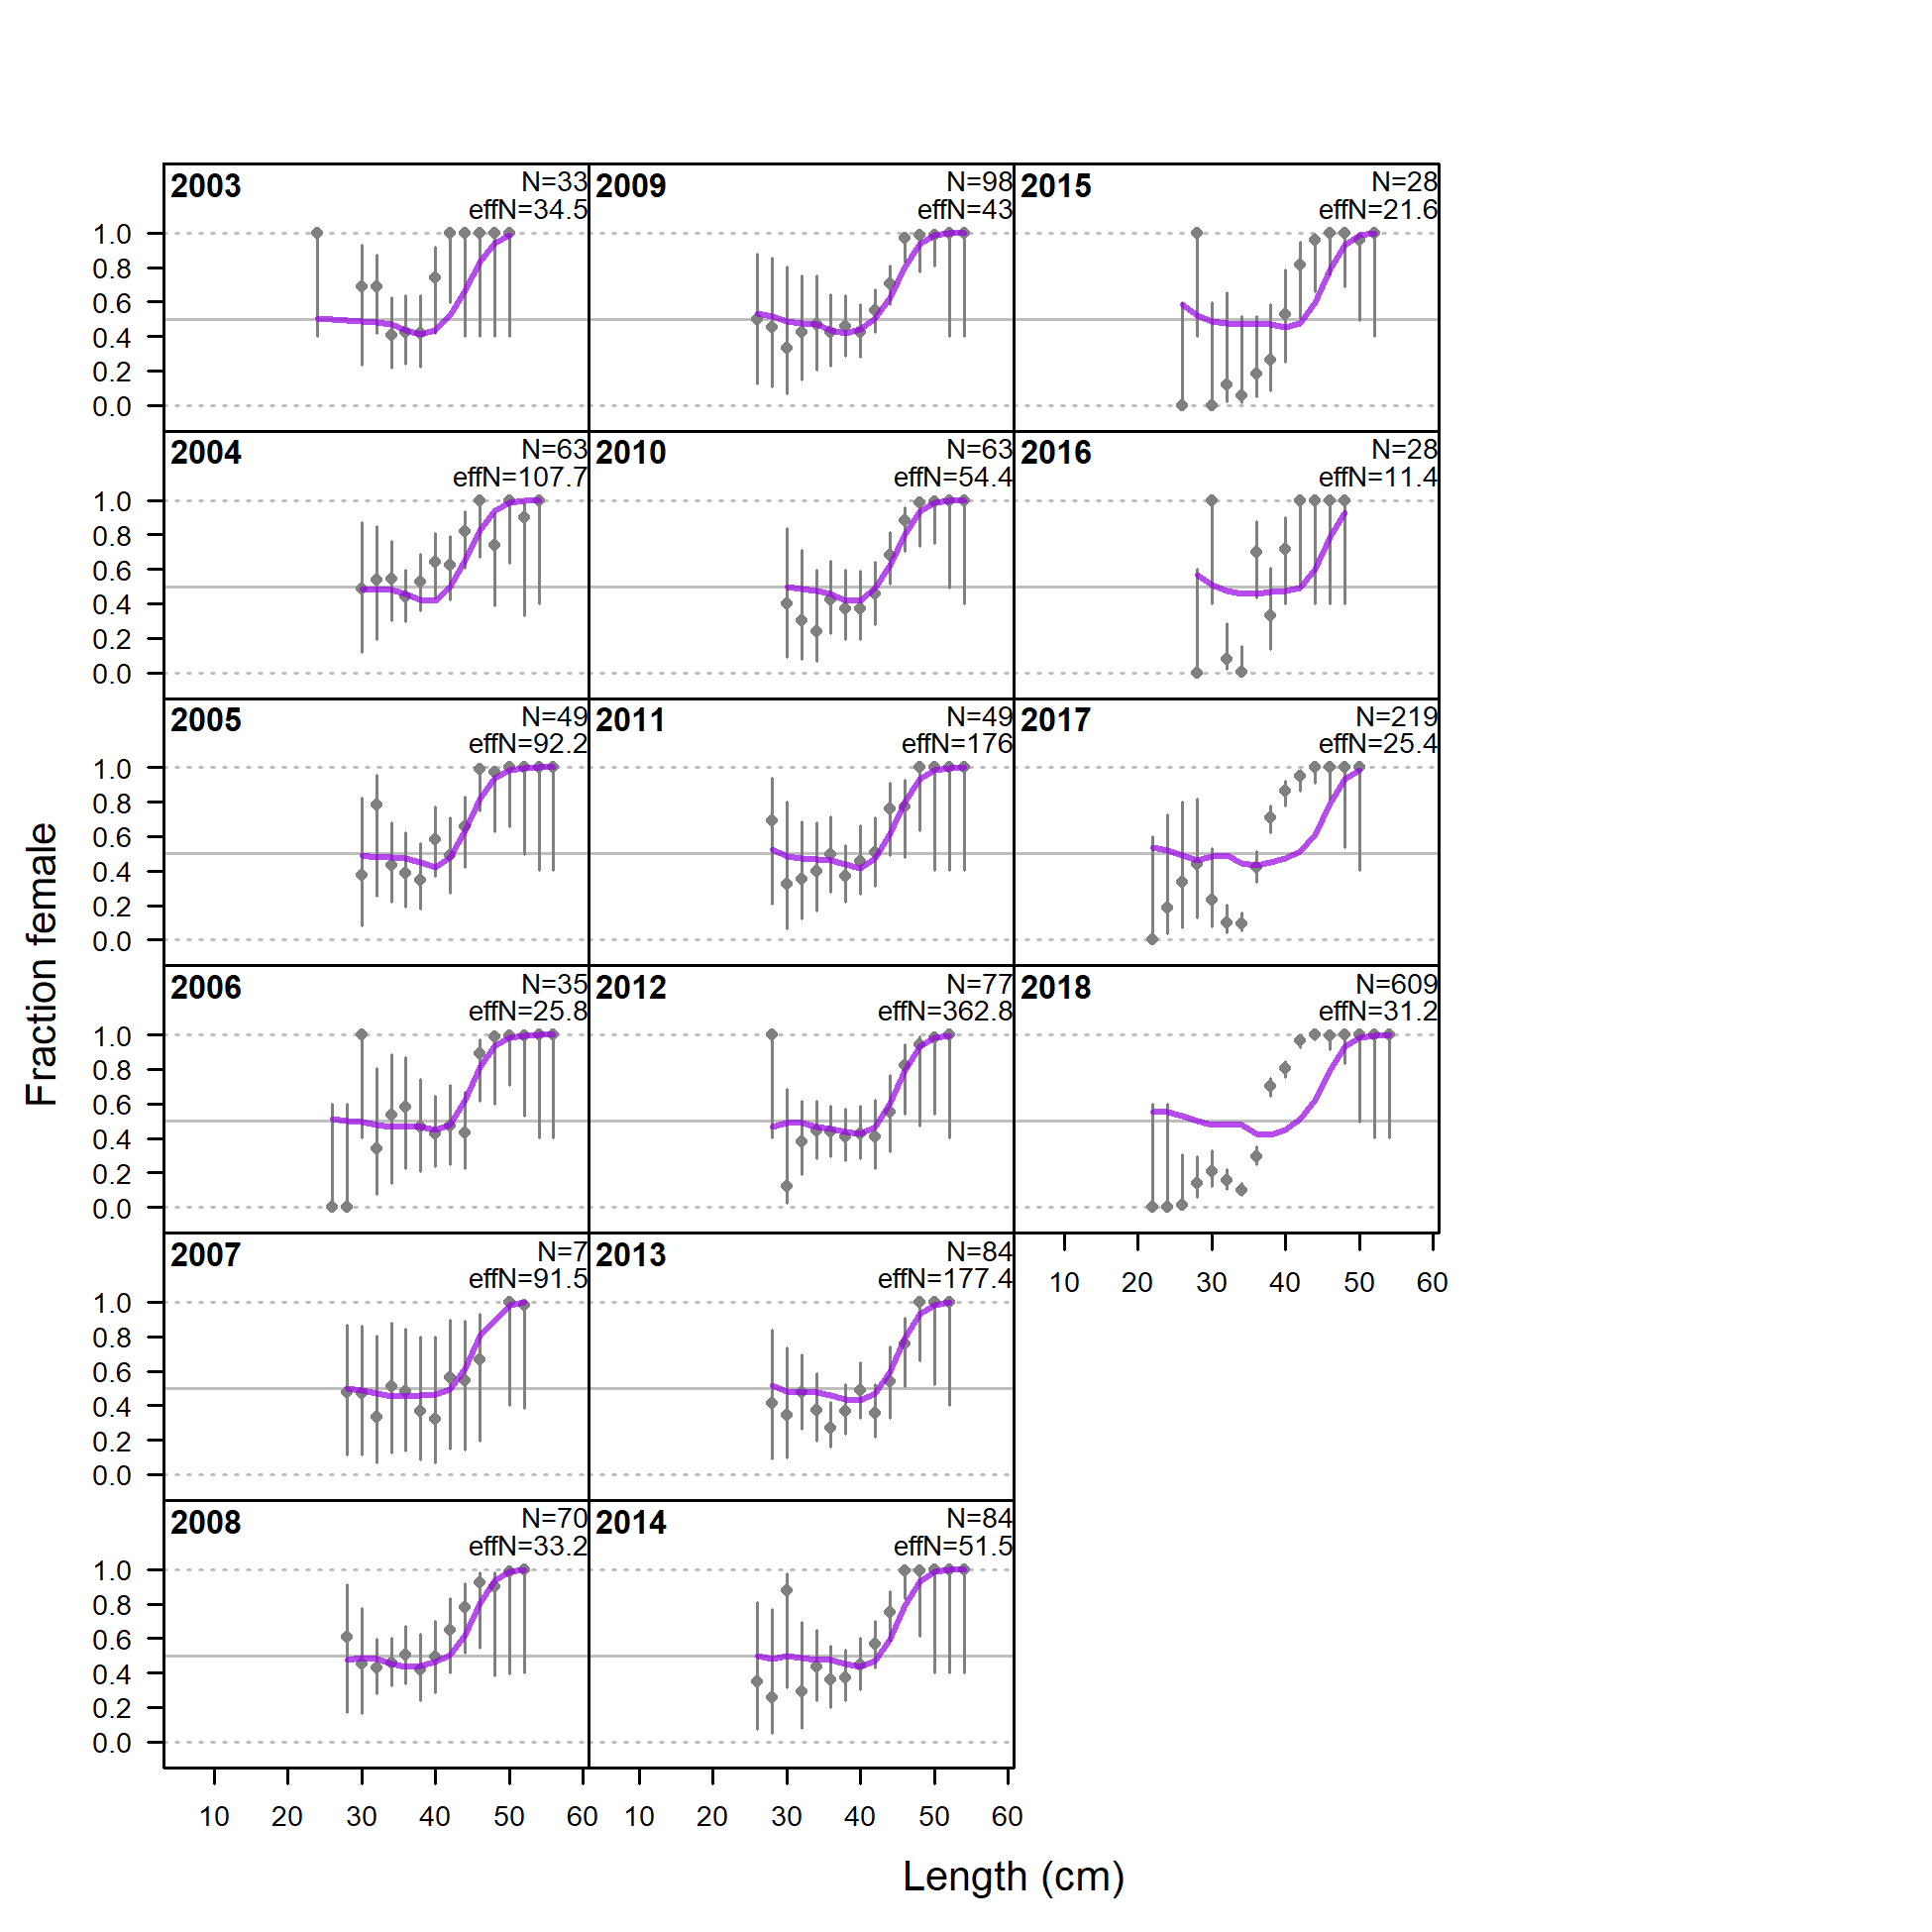 2003
N=33
effN=34.5
2009
N=98
effN=43
2015
N=28
effN=21.6
1.0
0.8
0.6
0.4
0.2
0.0
2004
N=63
effN=107.7
2010
N=63
effN=54.4
2016
N=28
effN=11.4
1.0
0.8
0.6
0.4
0.2
0.0
2005
N=49
effN=92.2
2011
N=49
effN=176
2017
N=219
effN=25.4
1.0
0.8
0.6
0.4
0.2
0.0
Fraction female
2006
N=35
effN=25.8
2012
N=77
effN=362.8
2018
N=609
effN=31.2
1.0
0.8
0.6
0.4
0.2
0.0
10 20 30 40 50 60
2007
N=7
effN=91.5
2013
N=84
effN=177.4
1.0
0.8
0.6
0.4
0.2
0.0
2008
N=70
effN=33.2
2014
N=84
effN=51.5
1.0
0.8
0.6
0.4
0.2
0.0
10 20 30 40 50 60 10 20 30 40 50 60
Length (cm)